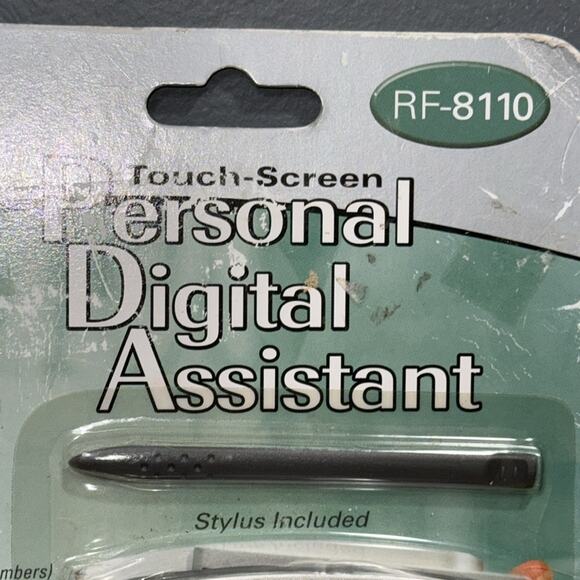 RF-8110
Touch-Screen
Personal
Digital
Assistant
Stylus Included
mbers)